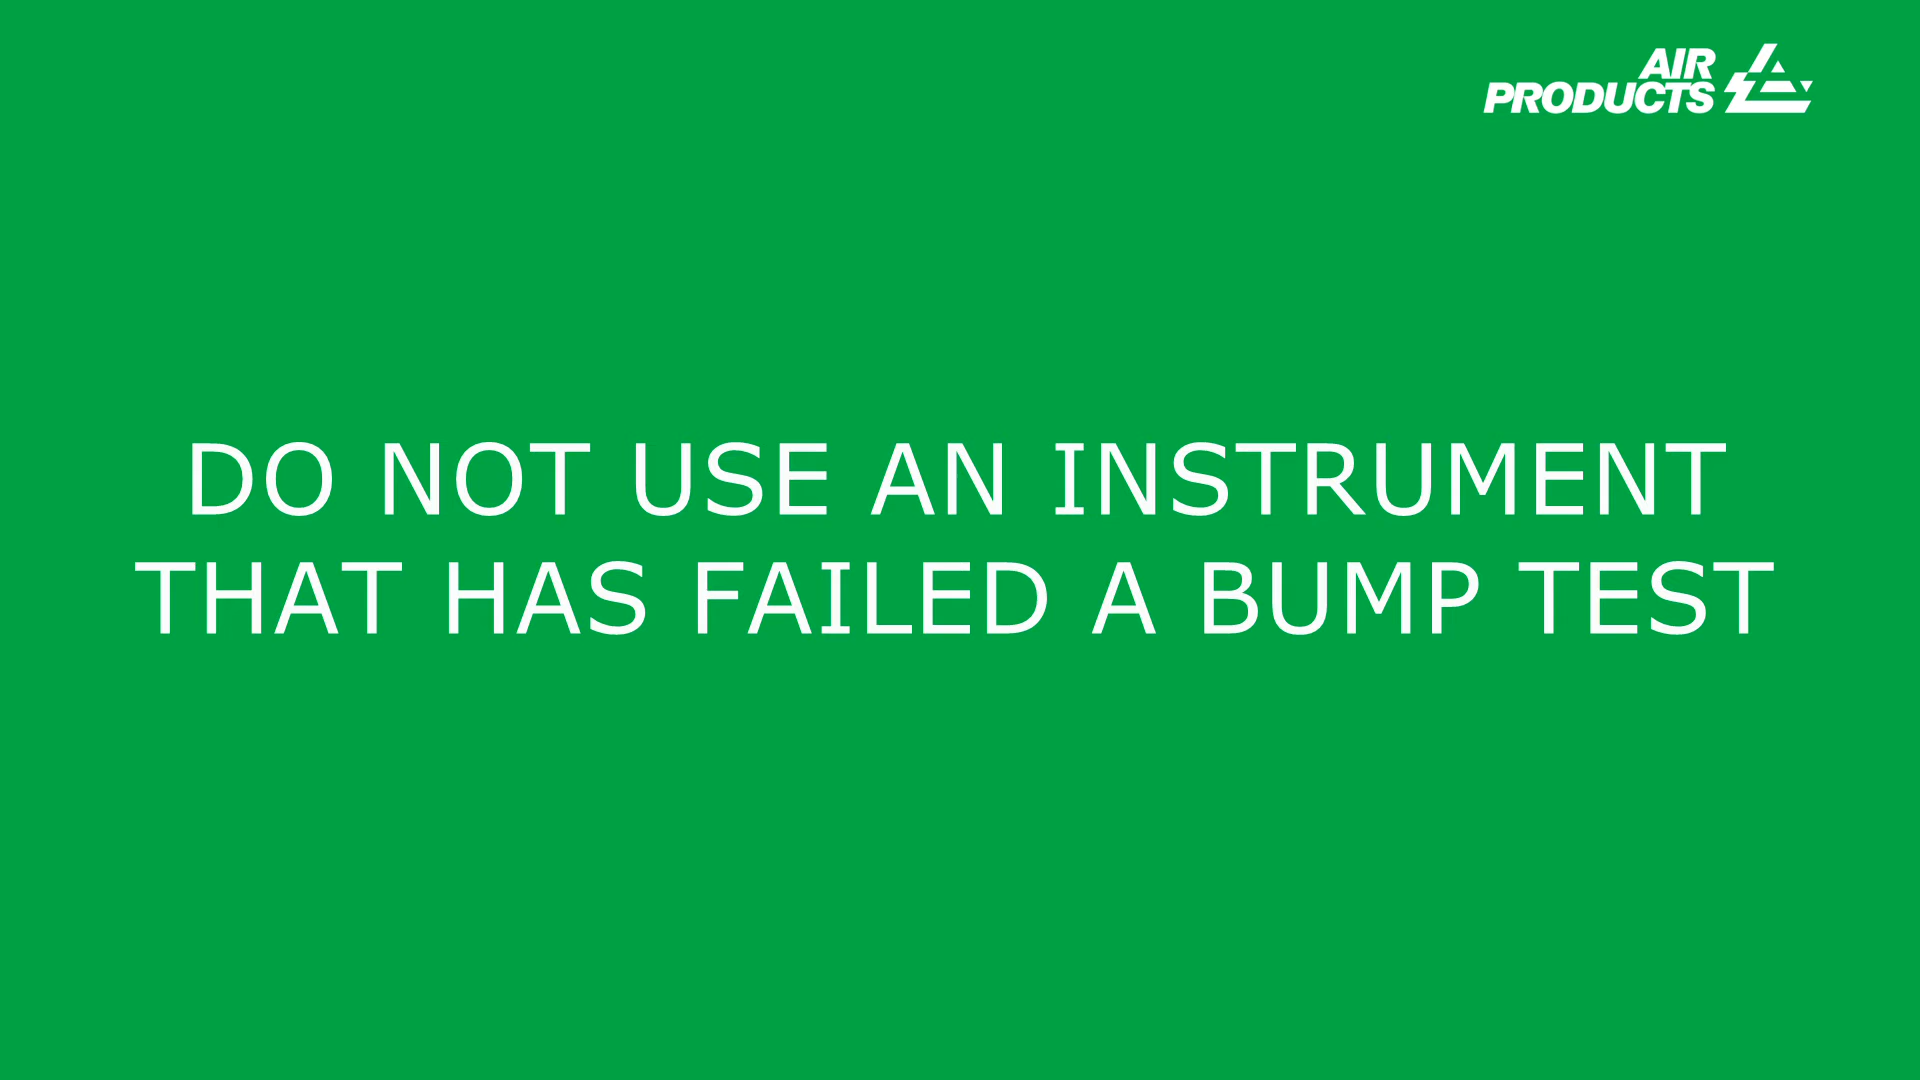 AIR
PRODUCTS
DO NOT USE AN INSTRUMENT
THAT HAS FAILED A BUMP TEST